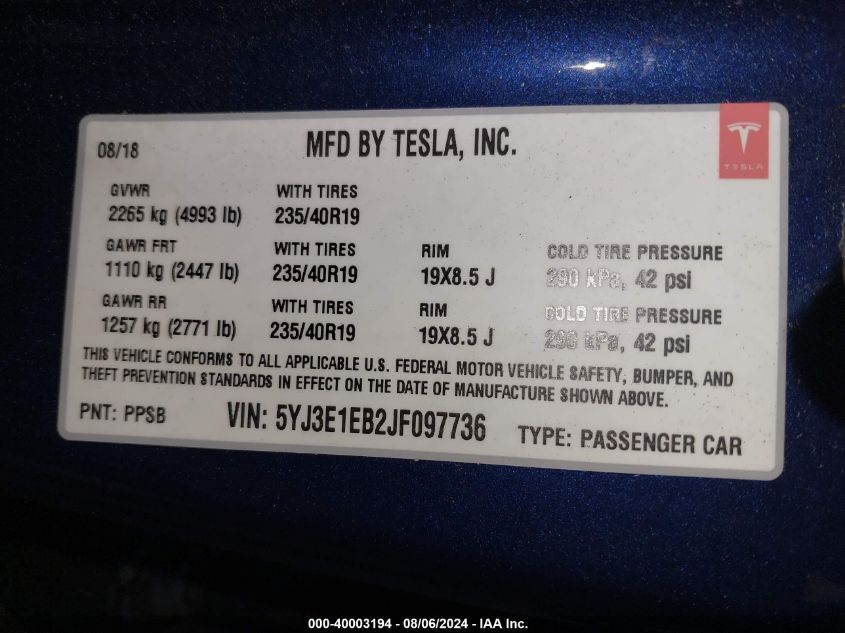 08/18 MFD BY TESLA, INC.
TESLA
GVWR WITH TIRES
2265 kg (4993 lb) 235/40R19
GAWR FRT WITH TIRES RIM COLD TIRE PRESSURE
1110 kg (2447 lb) 235/40R19 19X8.5 J 290 kPa, 42 psi
GAWR RR WITH TIRES RIM COLD TIRE PRESSURE
1257 kg (2771 lb) 235/40R19 19X8.5 J 290 kPa, 42 psi
THIS VEHICLE CONFORMS TO ALL APPLICABLE U.S. FEDERAL MOTOR VEHICLE SAFETY, BUMPER, AND
THEFT PREVENTION STANDARDS IN EFFECT ON THE DATE OF MANUFACTURE SHOWN ABOVE.
PNT: PPSB VIN: 5YJ3E1EB2JF097736 TYPE: PASSENGER CAR
000-40003194 - 08/06/2024 - IAA Inc.